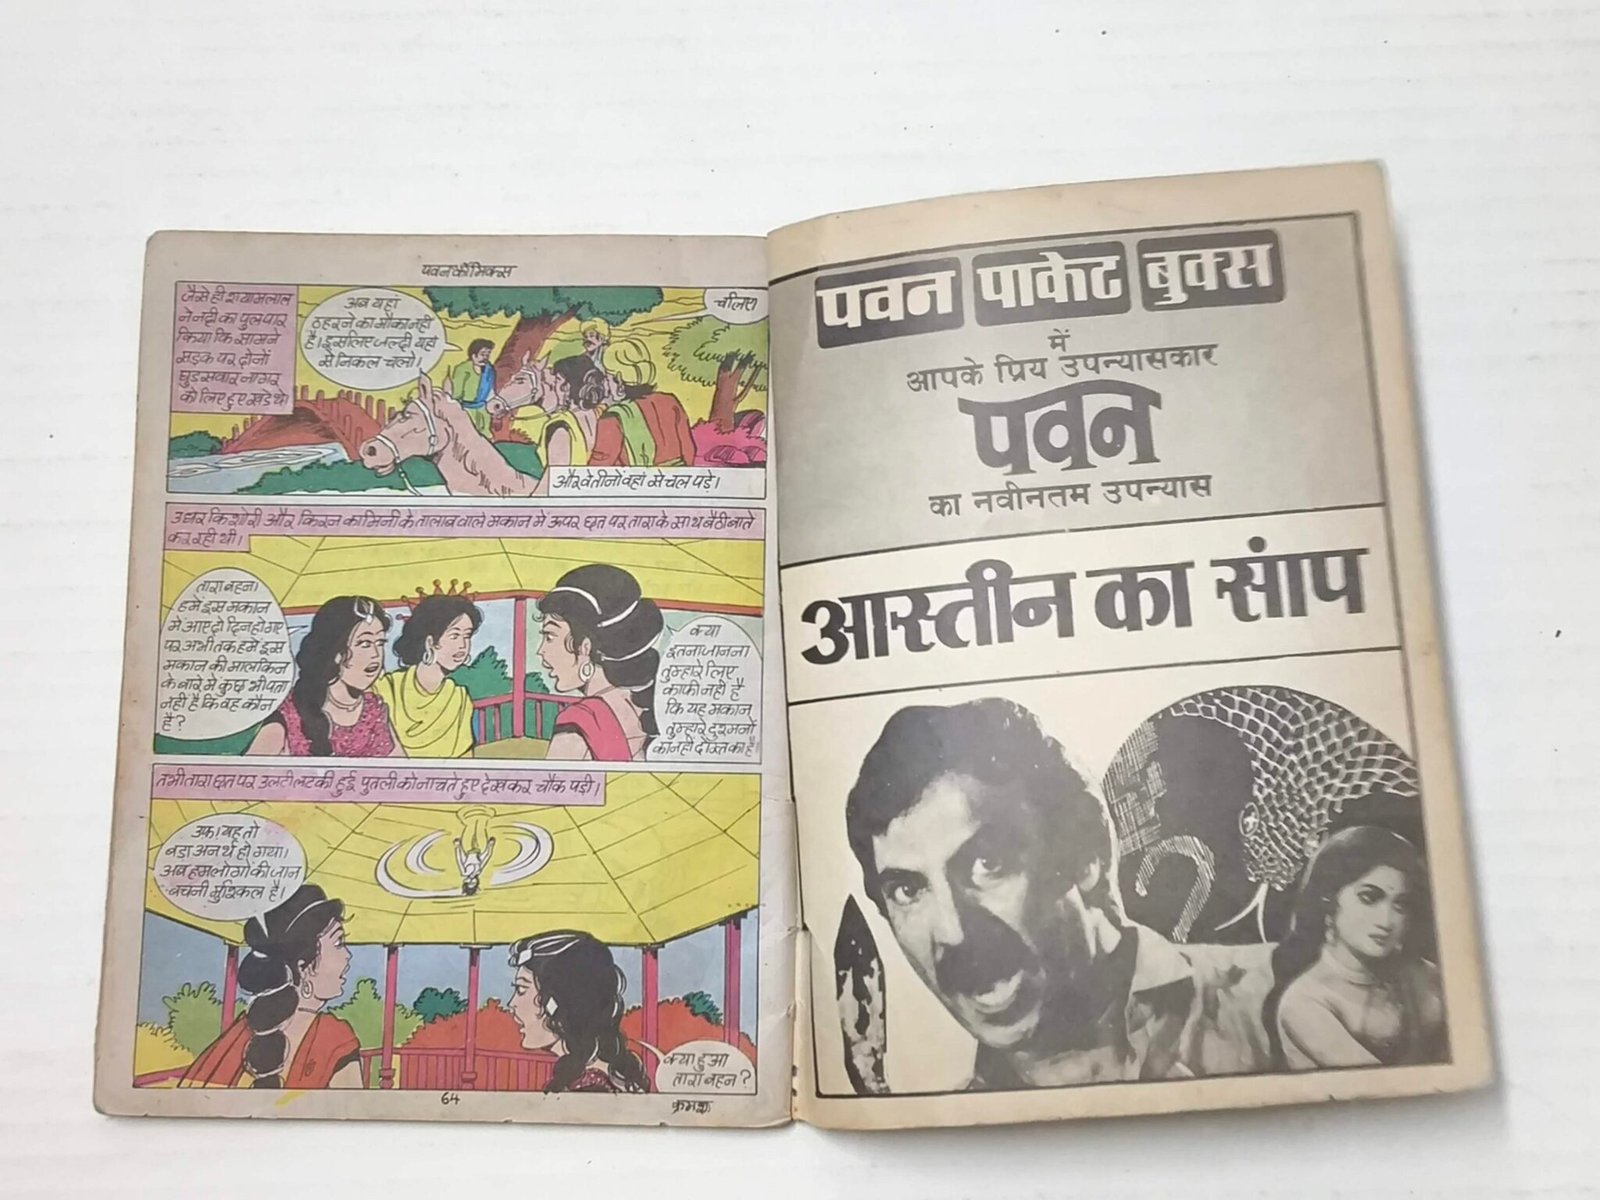 पवन कॉमिक्स
जैसे ही श्यामलाल
ने नदी का पुल पार
किया कि सामने
सड़क पर दोनों
घुड़सवार नागर
को लिए हुए खड़े थे।
अब यहां
ठहरने का मौका नहीं
है। इसलिए जल्दी यहाँ
से निकल चलो।
चलिए
और वे तीनों वहां से चल पड़े।
उधर किशोरी और किरन कामिनी के तालाब वाले मकान में ऊपर छत पर तारा के साथ बैठी बातें
कर रही थी।
तारा बहन।
हमें इस मकान
में आए दो दिन हो गए
पर अभी तक हमें इस
मकान की मालकिन
के बारे में कुछ भी पता
नहीं है कि वह कौन
है?
क्या
इतना जानना
तुम्हारे लिए
काफी नहीं है
कि यह मकान
तुम्हारे दुश्मनों
का नहीं दोस्त का है।
तभी तारा छत पर उलटी लटकी हुई पुतली को नाचते हुए देखकर चौंक पड़ी।
उफ! यह तो
बड़ा अनर्थ हो गया।
अब हम लोगों की जान
बचनी मुश्किल है।
क्या हुआ
तारा बहन?
64
क्रमशः
पवन पाकेट बुक्स
में
आपके प्रिय उपन्यासकार
पवन
का नवीनतम उपन्यास
आस्तीन का सांप